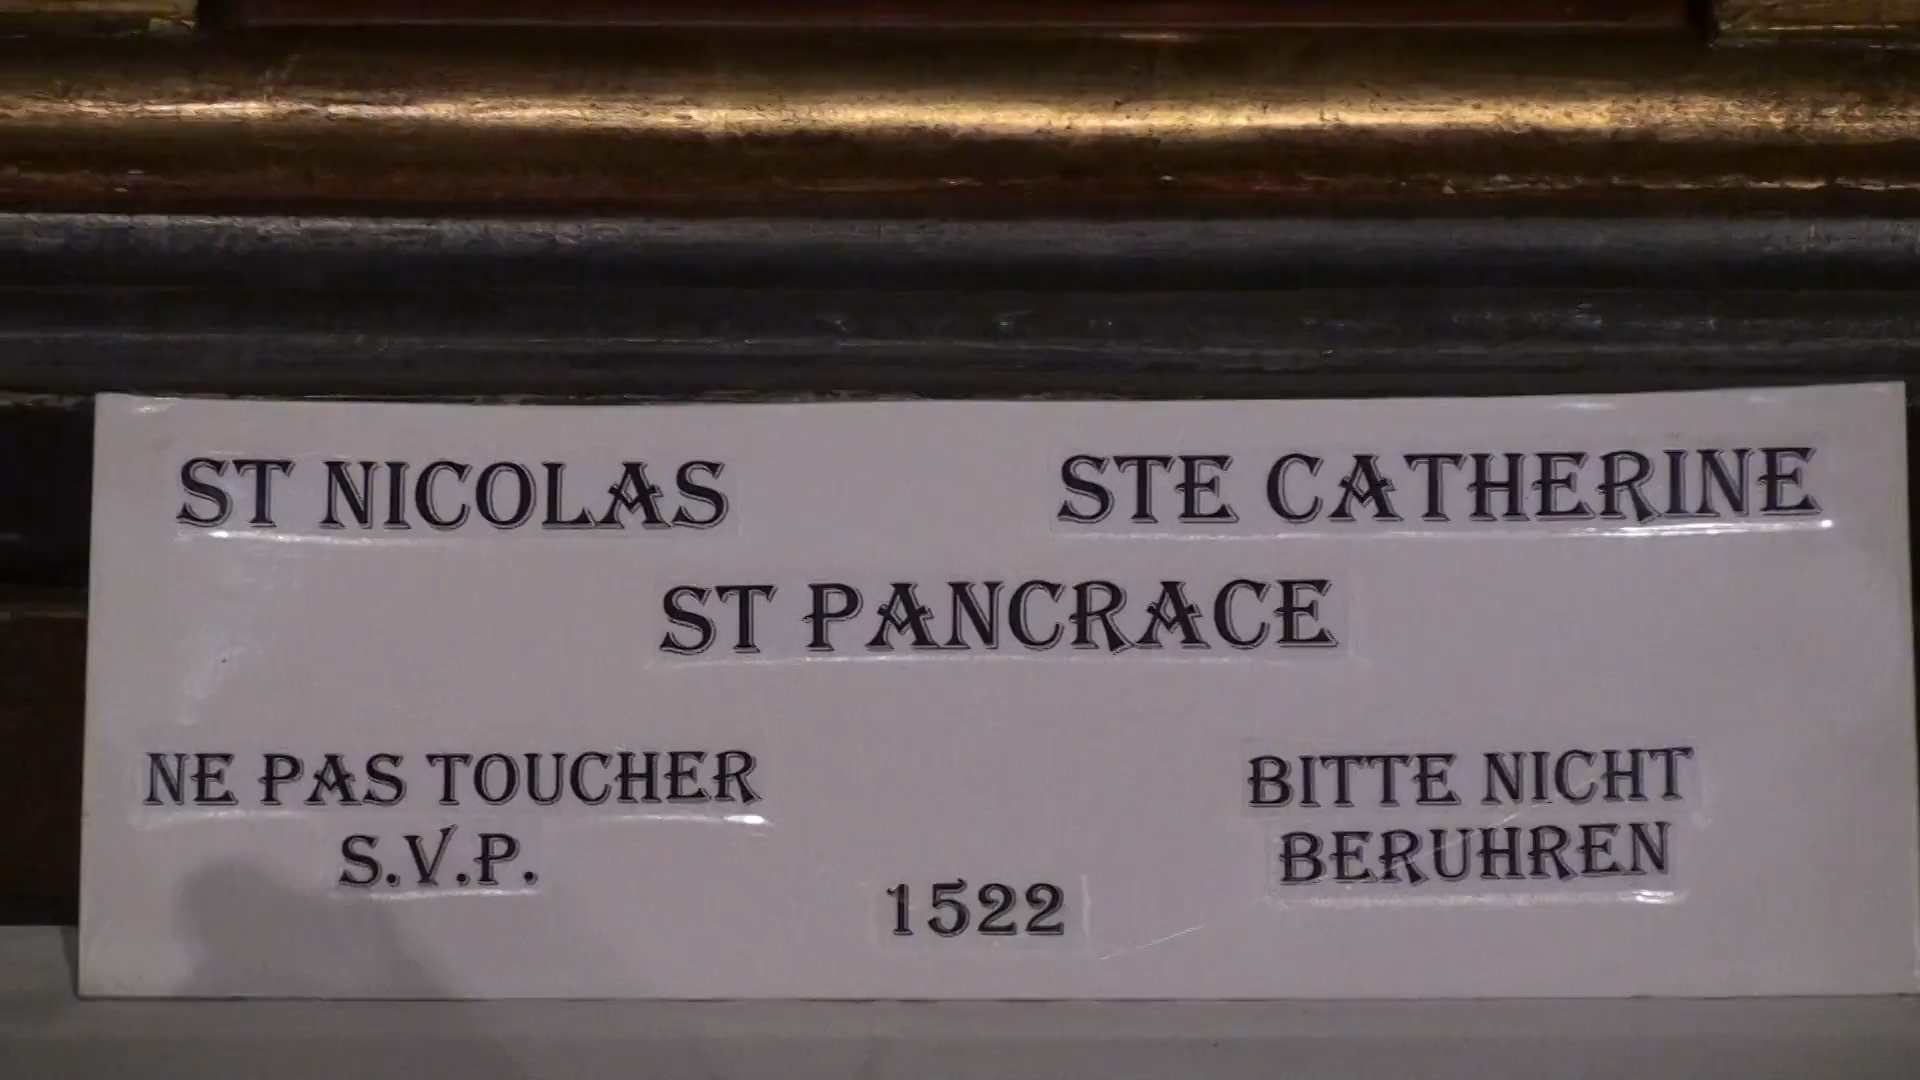 ST NICOLAS
STE CATHERINE
ST PANCRACE
NE PAS TOUCHER
S.V.P.
BITTE NICHT
BERUHREN
1522